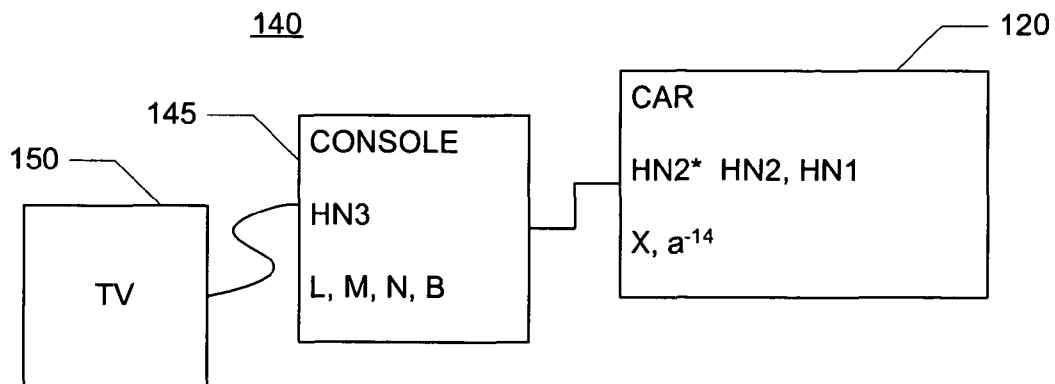 140
120
CAR
145
CONSOLE
150
HN2* HN2, HN1
HN3
X, a⁻¹⁴
TV
L, M, N, B